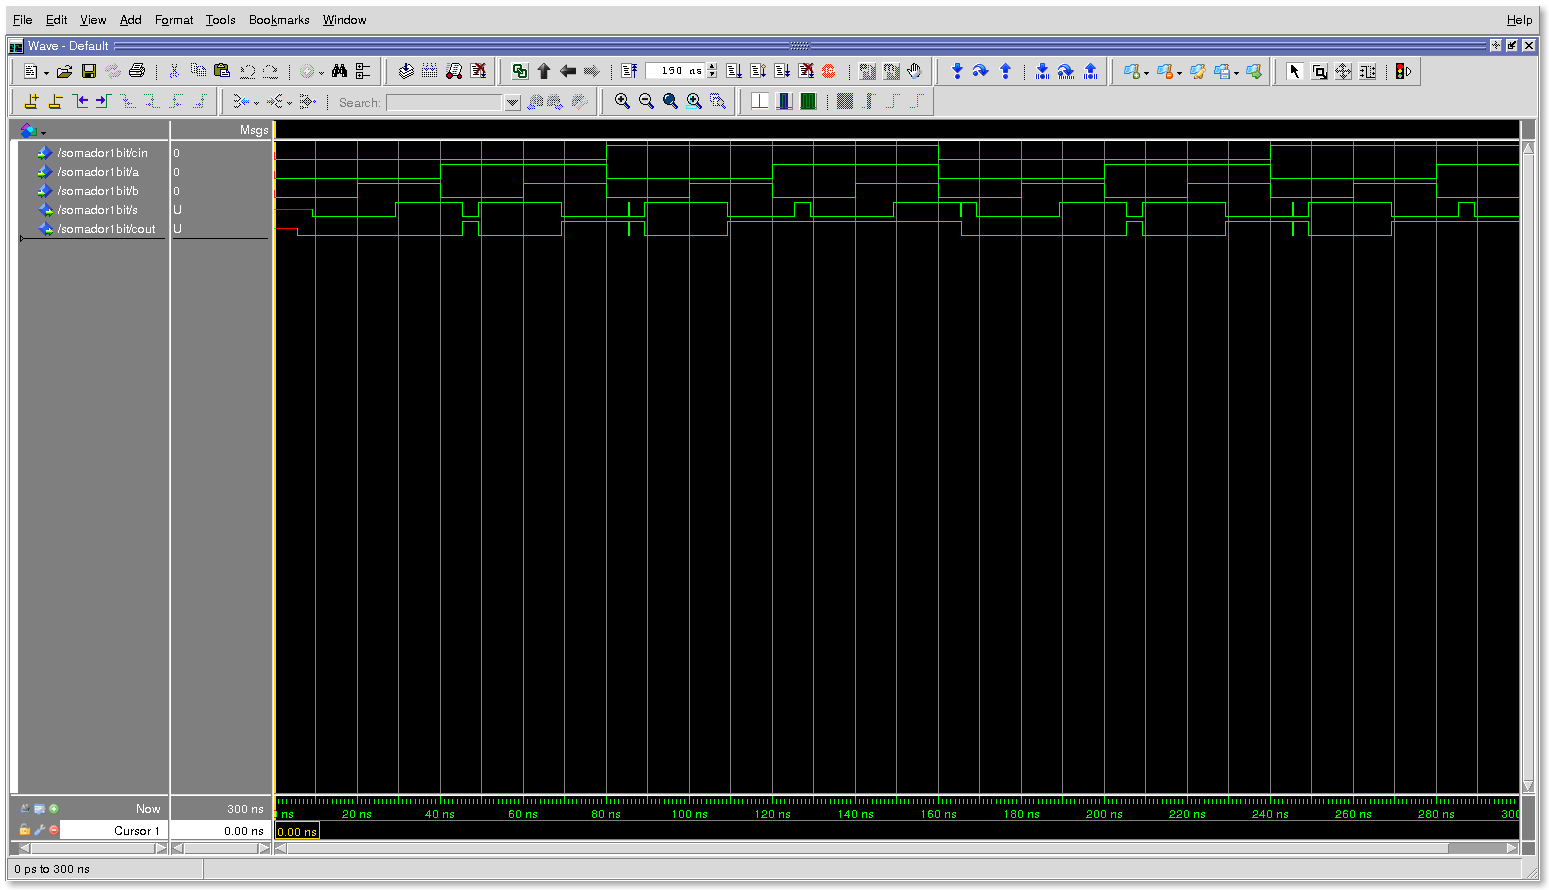 File Edit View Add Format Tools Bookmarks Window Help
Wave - Default
190 ns
Search:
Msgs
/somador1bit/cin 0
/somador1bit/a 0
/somador1bit/b 0
/somador1bit/s U
/somador1bit/cout U
Now 300 ns
ns 20 ns 40 ns 60 ns 80 ns 100 ns 120 ns 140 ns 160 ns 180 ns 200 ns 220 ns 240 ns 260 ns 280 ns 300
Cursor 1 0.00 ns 0.00 ns
0 ps to 300 ns